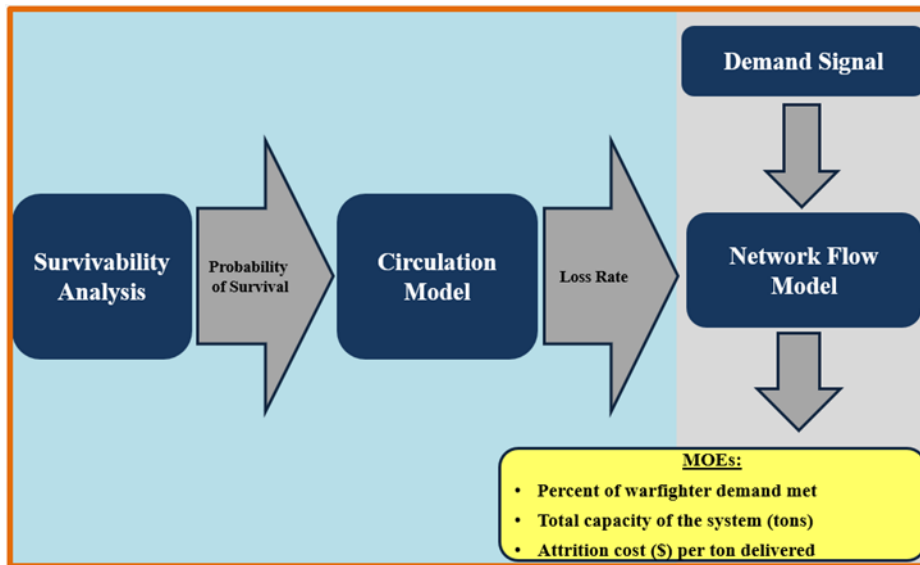 Demand Signal
Survivability
Analysis
Probability
of Survival
Circulation
Model
Loss Rate
Network Flow
Model
MOEs:
• Percent of warfighter demand met
• Total capacity of the system (tons)
• Attrition cost ($) per ton delivered